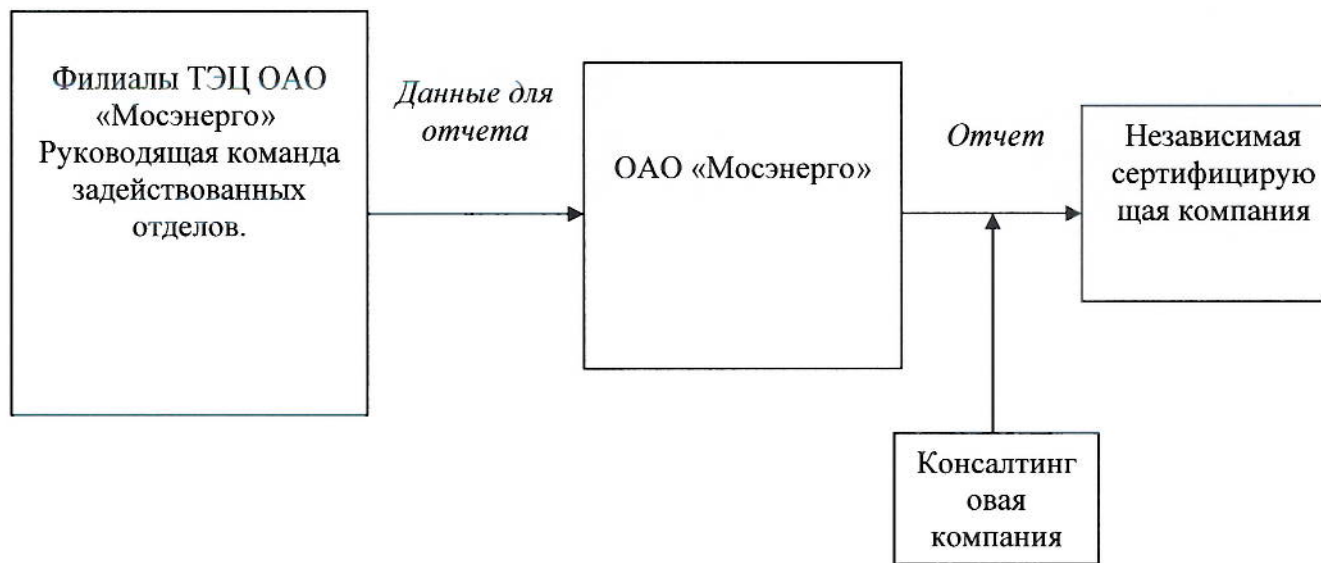 Филиалы ТЭЦ ОАО
«Мосэнерго»
Руководящая команда
задействованных
отделов.
Данные для
отчета
ОАО «Мосэнерго»
Отчет
Независимая
сертифицирую
щая компания
Консалтинг
овая
компания